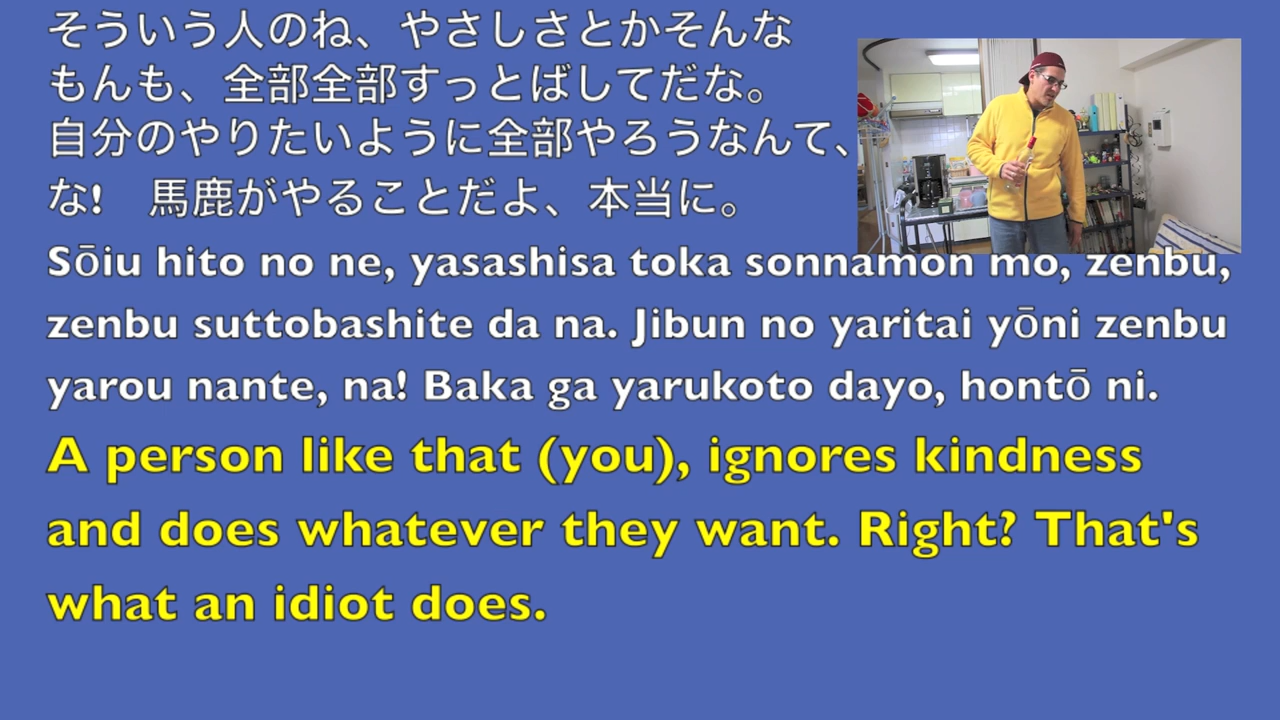 そういう人のね、やさしさとかそんな
もんも、全部全部すっとばしてだな。
自分のやりたいように全部やろうなんて、
な!　馬鹿がやることだよ、本当に。
Sōiu hito no ne, yasashisa toka sonnamon mo, zenbu,
zenbu suttobashite da na. Jibun no yaritai yōni zenbu
yarou nante, na! Baka ga yarukoto dayo, hontō ni.
A person like that (you), ignores kindness
and does whatever they want. Right? That's
what an idiot does.